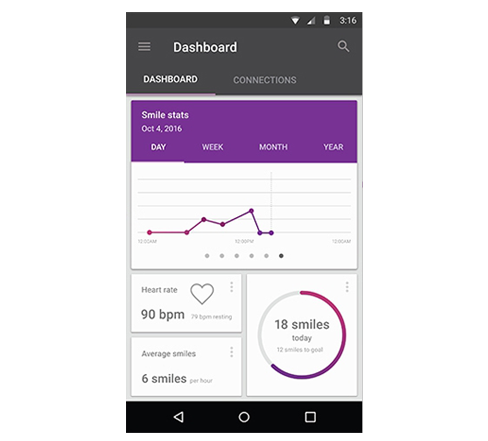 3:16
Dashboard
DASHBOARD CONNECTIONS
Smile stats
Oct 4, 2016
DAY WEEK MONTH YEAR
12:00AM 12:00PM 12:00AM
Heart rate
90 bpm 79 bpm resting
18 smiles
today
12 smiles to goal
Average smiles
6 smiles per hour